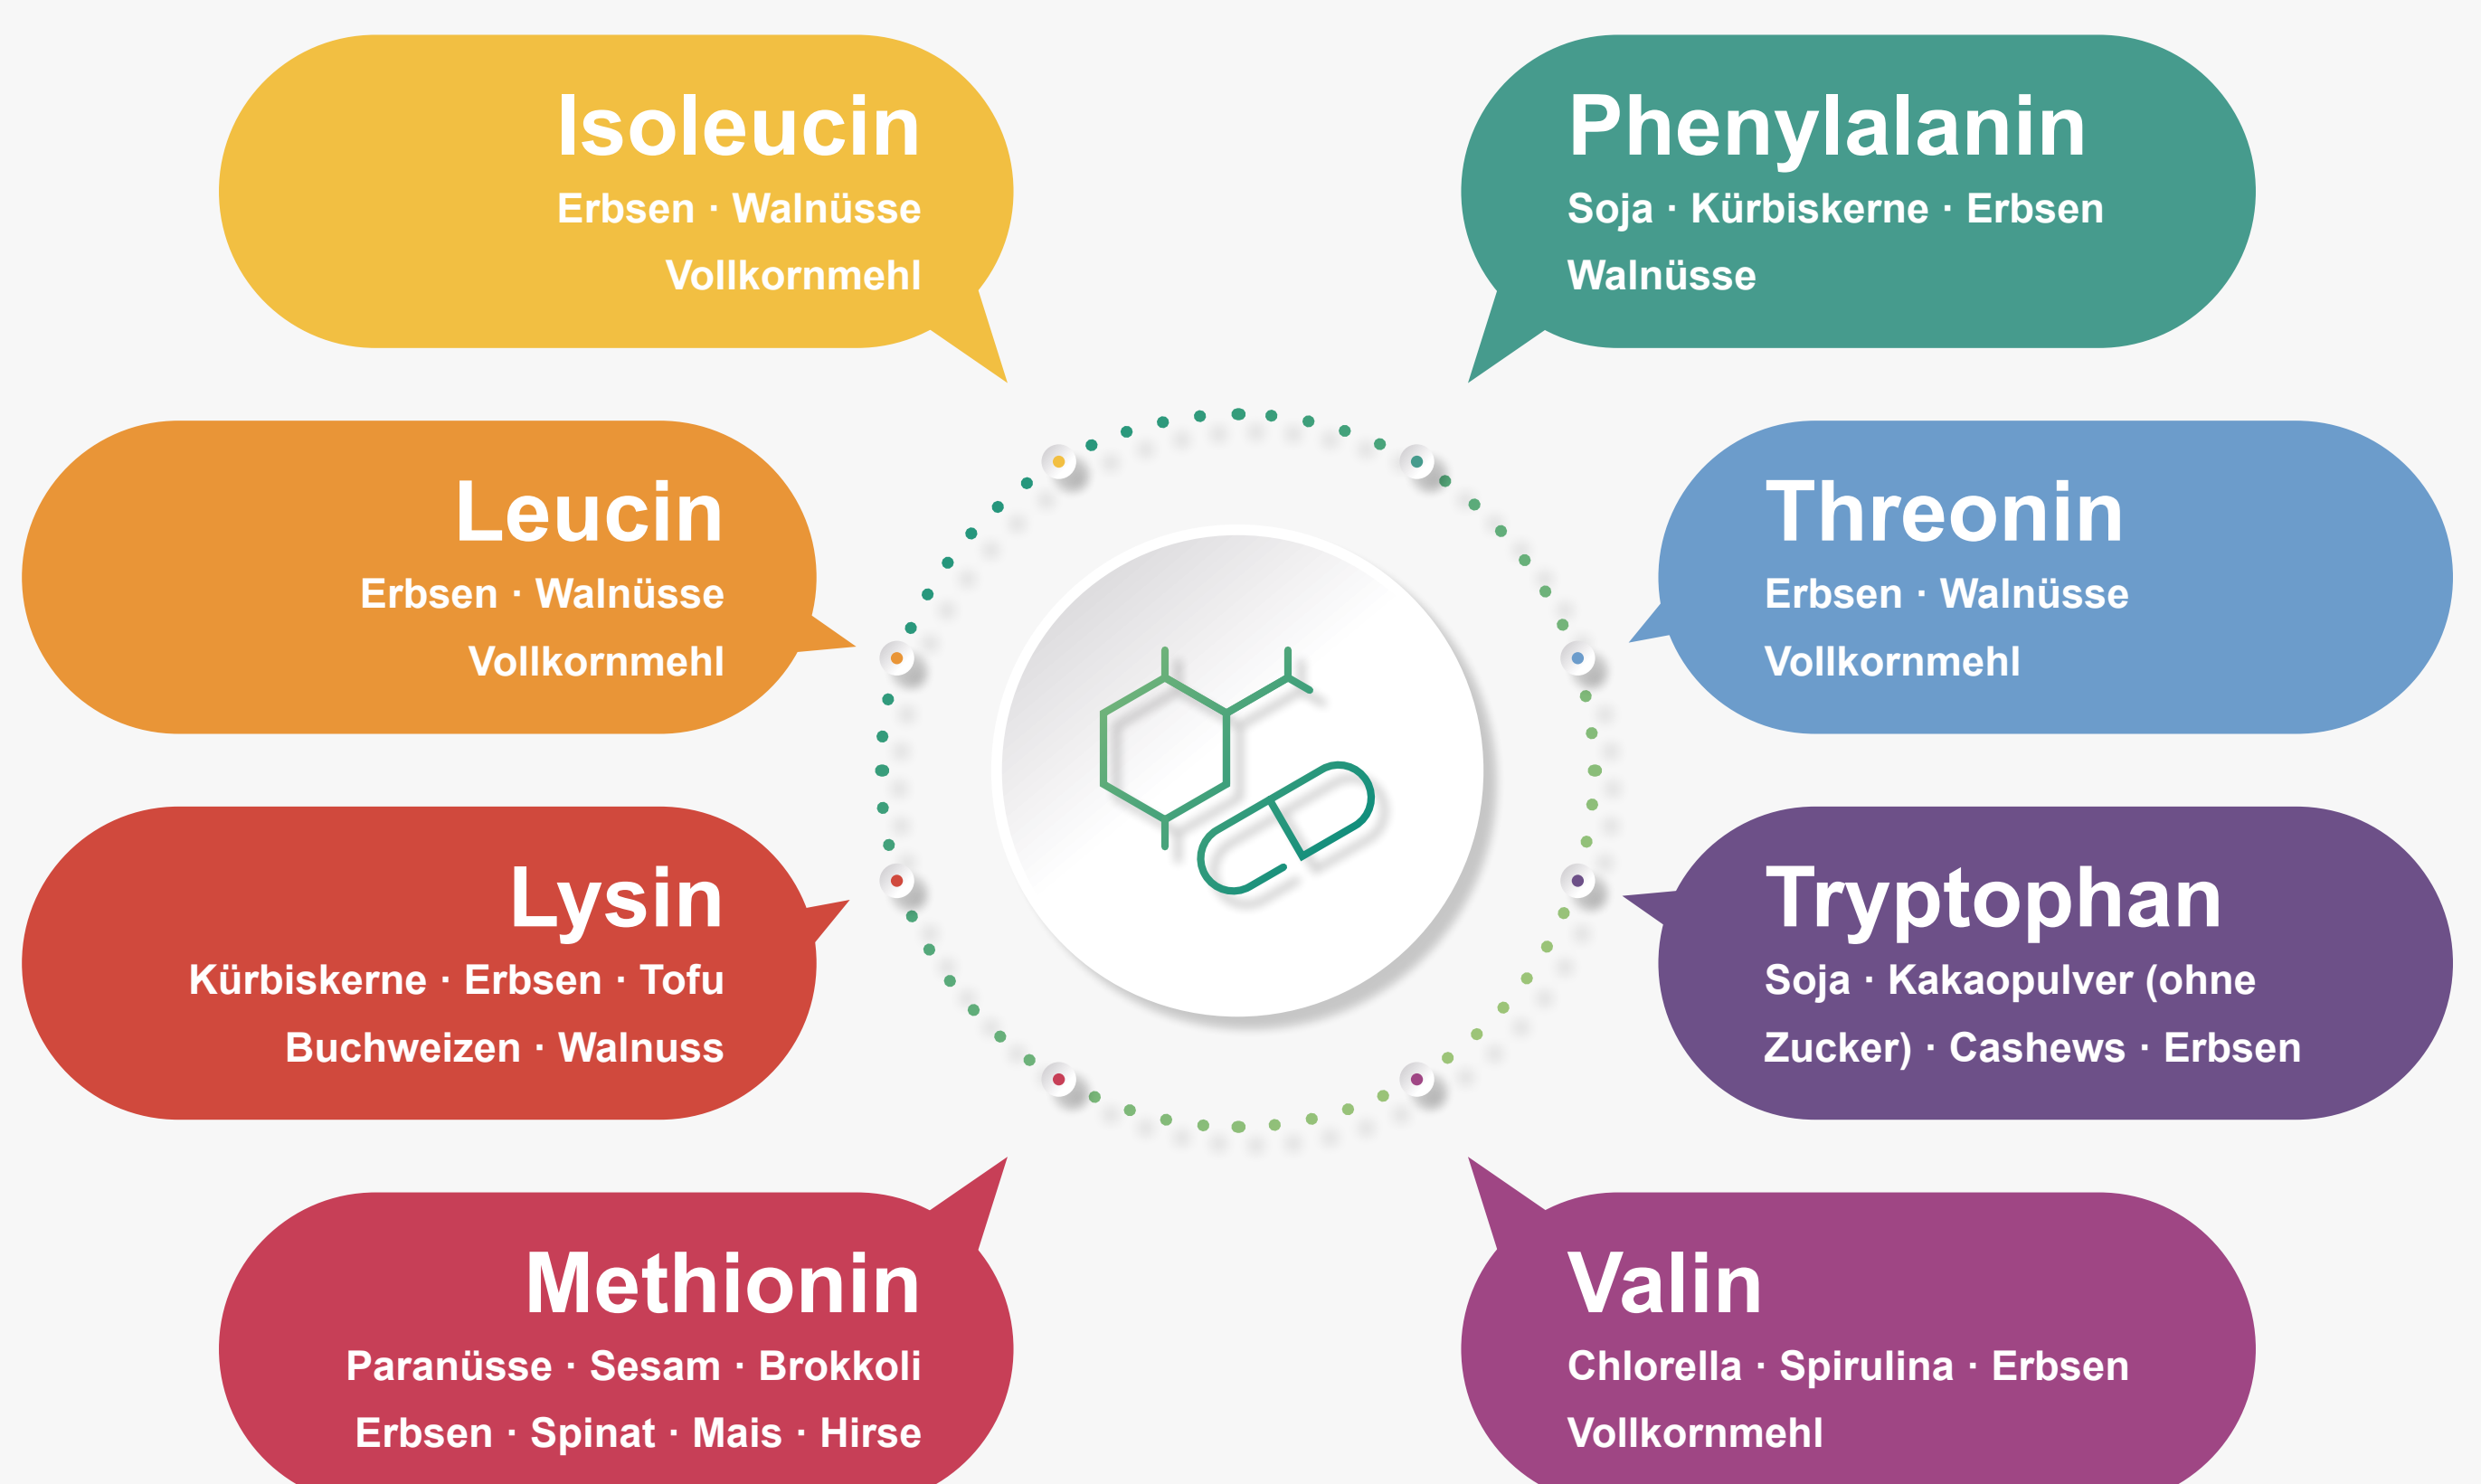 Isoleucin
Erbsen · Walnüsse
Vollkornmehl
Leucin
Erbsen · Walnüsse
Vollkornmehl
Lysin
Kürbiskerne · Erbsen · Tofu
Buchweizen · Walnuss
Methionin
Paranüsse · Sesam · Brokkoli
Erbsen · Spinat · Mais · Hirse
Phenylalanin
Soja · Kürbiskerne · Erbsen
Walnüsse
Threonin
Erbsen · Walnüsse
Vollkornmehl
Tryptophan
Soja · Kakaopulver (ohne
Zucker) · Cashews · Erbsen
Valin
Chlorella · Spirulina · Erbsen
Vollkornmehl